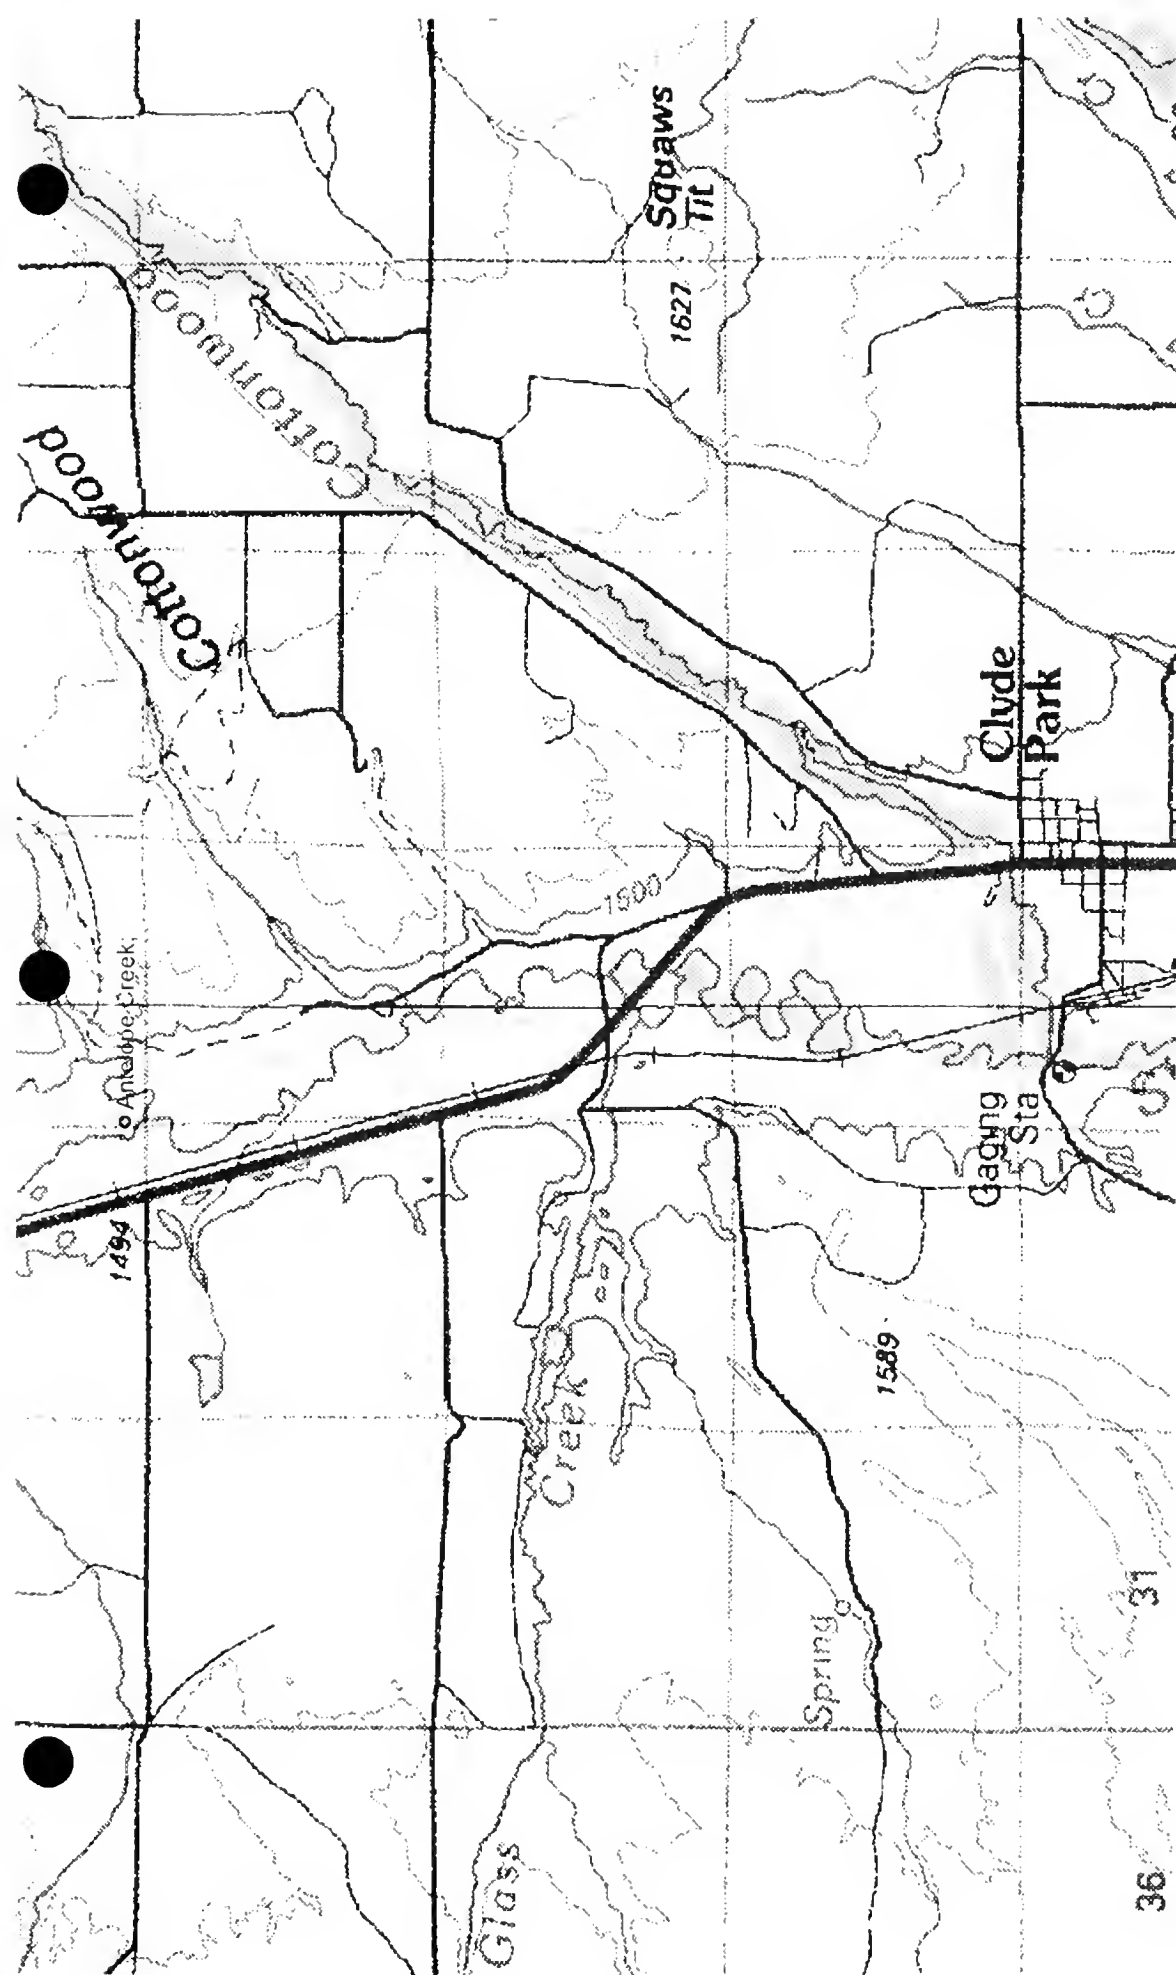 Squaws
Tit
1627
Cottonwood
Cottonwood
Clyde
Park
1600
Antelope Creek
Gaging
Sta
1494
1589
Creek
31
Spring
Glass
36
C
C